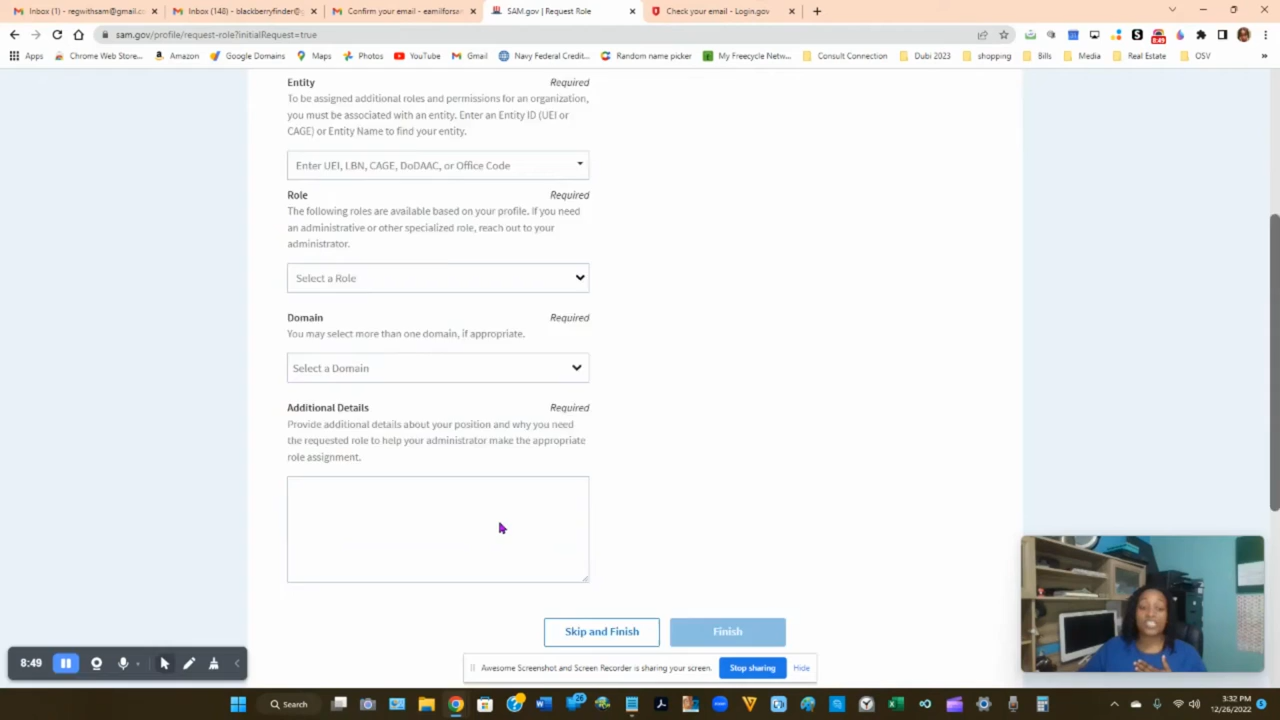 Inbox (1) - regwithsam@gmail.c
Inbox (148) - blackberryfinder@g
Confirm your email - eamilforsa
SAM.gov | Request Role
Check your email - Login.gov
sam.gov/profile/request-role?initialRequest=true
Apps
Chrome Web Store...
Amazon
Google Domains
Maps
Photos
YouTube
Gmail
Navy Federal Credit...
Random name picker
My Freecycle Netw...
Consult Connection
Dubi 2023
shopping
Bills
Media
Real Estate
OSV
Entity Required
To be assigned additional roles and permissions for an organization,
you must be associated with an entity. Enter an Entity ID (UEI or
CAGE) or Entity Name to find your entity.
Enter UEI, LBN, CAGE, DoDAAC, or Office Code
Role Required
The following roles are available based on your profile. If you need
an administrative or other specialized role, reach out to your
administrator.
Select a Role
Domain Required
You may select more than one domain, if appropriate.
Select a Domain
Additional Details Required
Provide additional details about your position and why you need
the requested role to help your administrator make the appropriate
role assignment.
Skip and Finish
Finish
8:49
Awesome Screenshot and Screen Recorder is sharing your screen.
Stop sharing
Hide
Search
26
3:32 PM
12/26/2022